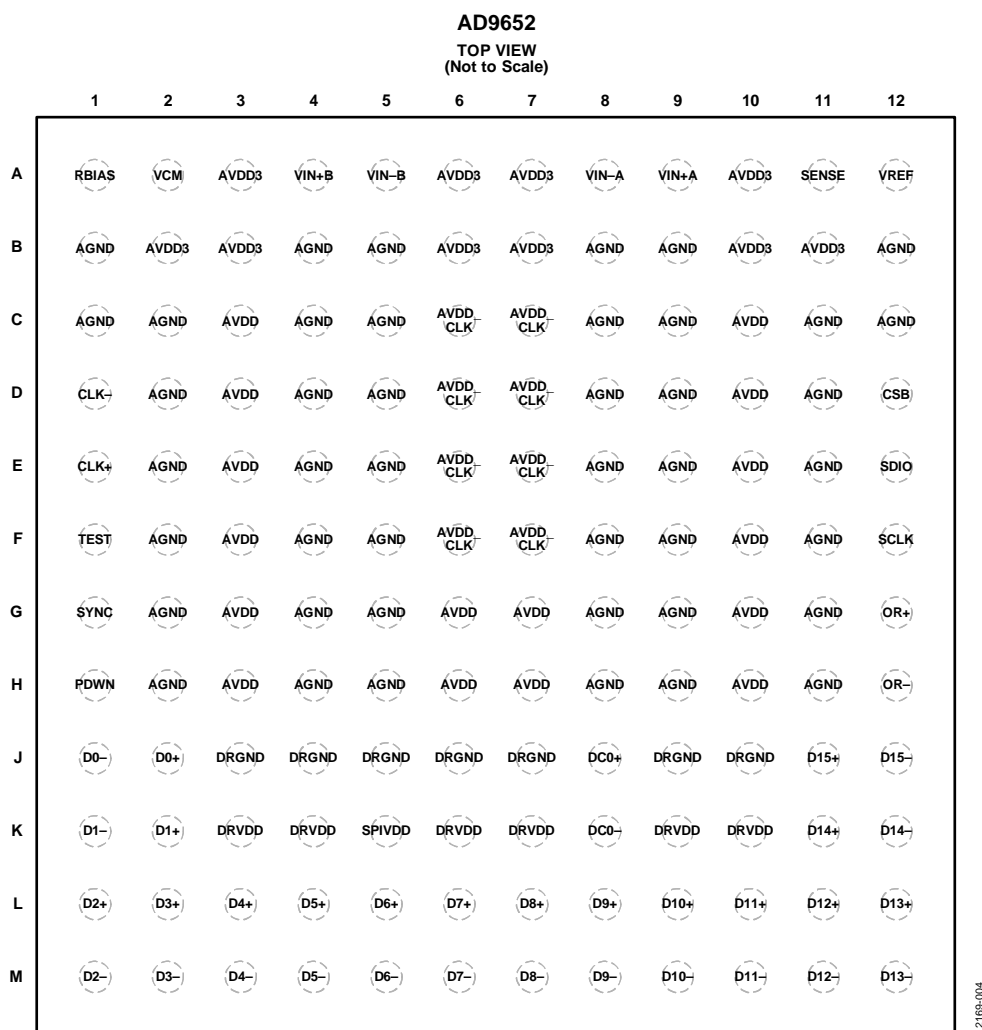 AD9652
TOP VIEW
(Not to Scale)
1 2 3 4 5 6 7 8 9 10 11 12
A RBIAS VCM AVDD3 VIN+B VIN–B AVDD3 AVDD3 VIN–A VIN+A AVDD3 SENSE VREF
B AGND AVDD3 AVDD3 AGND AGND AVDD3 AVDD3 AGND AGND AVDD3 AVDD3 AGND
C AGND AGND AVDD AGND AGND AVDD_CLK AVDD_CLK AGND AGND AVDD AGND AGND
D CLK– AGND AVDD AGND AGND AVDD_CLK AVDD_CLK AGND AGND AVDD AGND CSB
E CLK+ AGND AVDD AGND AGND AVDD_CLK AVDD_CLK AGND AGND AVDD AGND SDIO
F TEST AGND AVDD AGND AGND AVDD_CLK AVDD_CLK AGND AGND AVDD AGND SCLK
G SYNC AGND AVDD AGND AGND AVDD AVDD AGND AGND AVDD AGND OR+
H PDWN AGND AVDD AGND AGND AVDD AVDD AGND AGND AVDD AGND OR–
J D0– D0+ DRGND DRGND DRGND DRGND DRGND DC0+ DRGND DRGND D15+ D15–
K D1– D1+ DRVDD DRVDD SPIVDD DRVDD DRVDD DC0– DRVDD DRVDD D14+ D14–
L D2+ D3+ D4+ D5+ D6+ D7+ D8+ D9+ D10+ D11+ D12+ D13+
M D2– D3– D4– D5– D6– D7– D8– D9– D10– D11– D12– D13–
2169-004